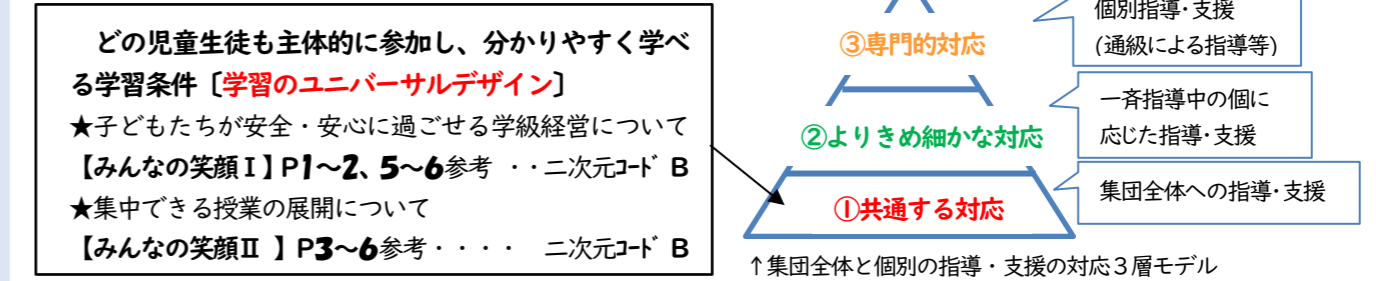 どの児童生徒も主体的に参加し、分かりやすく学べ
る学習条件〔学習のユニバーサルデザイン〕
★子どもたちが安全・安心に過ごせる学級経営について
【みんなの笑顔Ⅰ】P1～2、5～6参考 ・・二次元ｺｰﾄﾞ B
★集中できる授業の展開について
【みんなの笑顔Ⅱ 】P3～6参考・・・・ 二次元ｺｰﾄﾞ B
個別指導・支援
(通級による指導等)
③専門的対応
一斉指導中の個に
応じた指導・支援
②よりきめ細かな対応
集団全体への指導・支援
①共通する対応
↑集団全体と個別の指導・支援の対応３層モデル